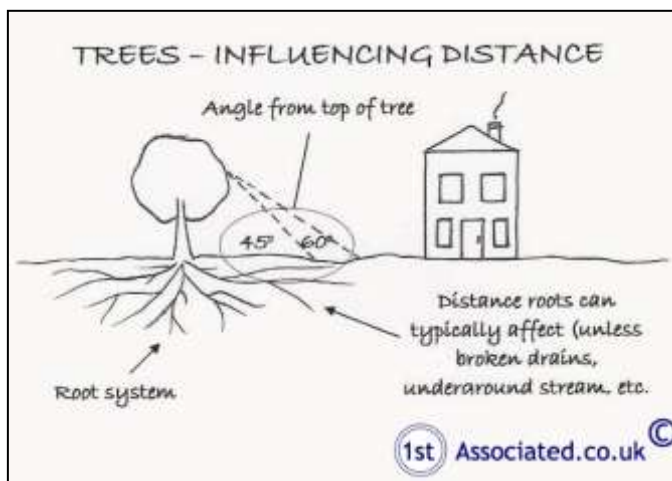 TREES – INFLUENCING DISTANCE
Angle from top of tree
45° 60°
Distance roots can
typically affect (unless
broken drains,
underaround stream, etc.
Root system
1st Associated.co.uk ©